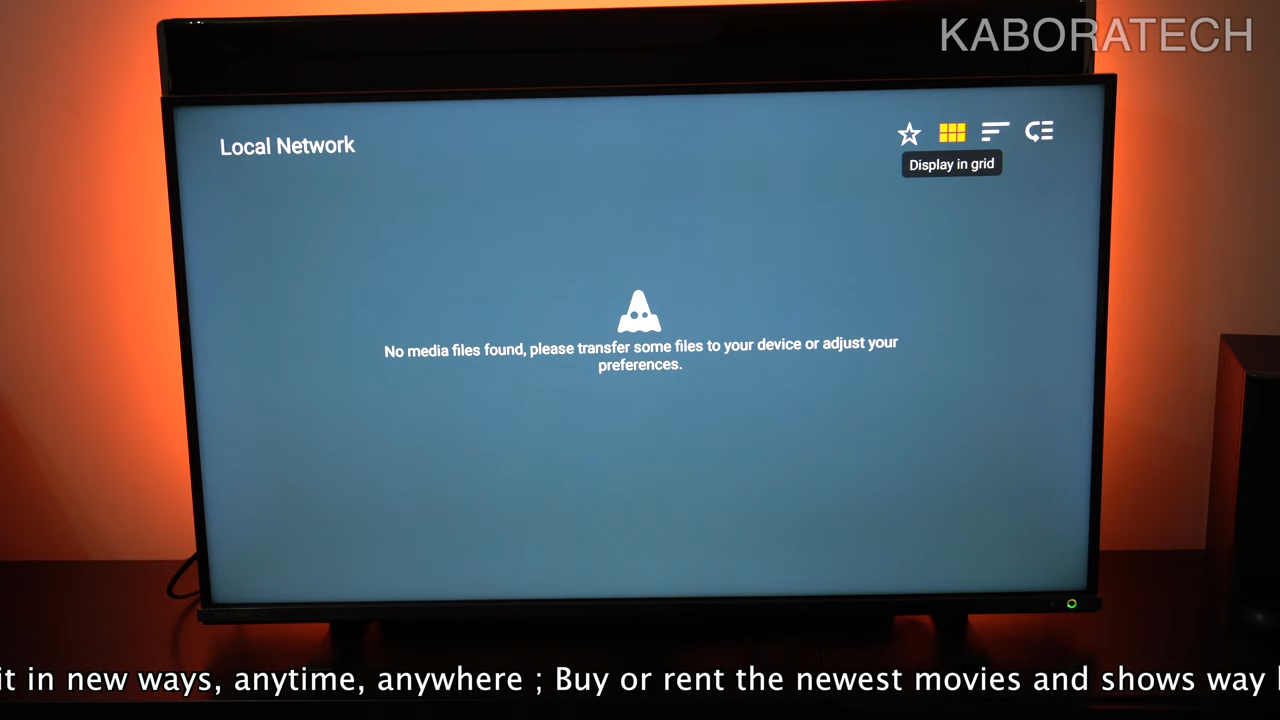 KABORATECH
Local Network
Display in grid
No media files found, please transfer some files to your device or adjust your
preferences.
it in new ways, anytime, anywhere ; Buy or rent the newest movies and shows way